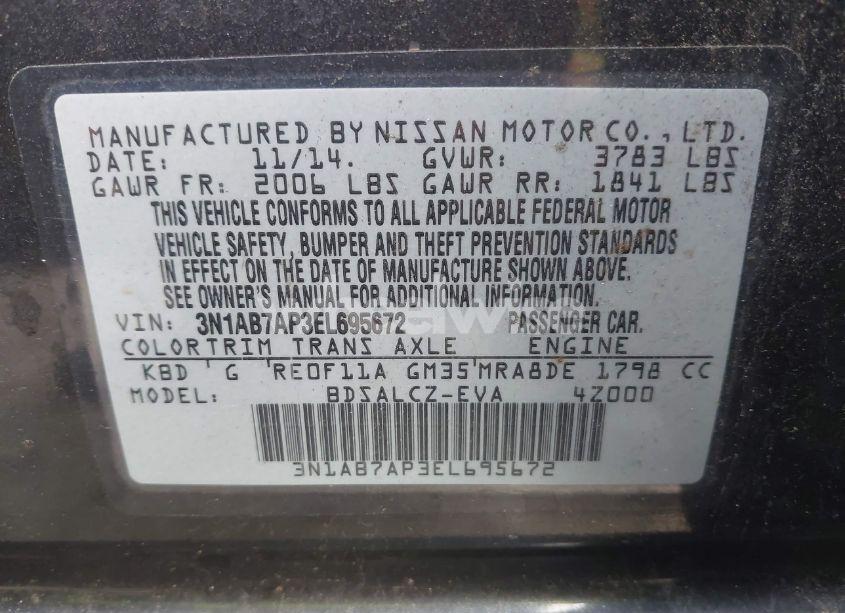 MANUFACTURED BY NISSAN MOTOR CO., LTD.
DATE: 11/14. GVWR: 3783 LBS
GAWR FR: 2006 LBS GAWR RR: 1841 LBS
THIS VEHICLE CONFORMS TO ALL APPLICABLE FEDERAL MOTOR
VEHICLE SAFETY, BUMPER AND THEFT PREVENTION STANDARDS
IN EFFECT ON THE DATE OF MANUFACTURE SHOWN ABOVE.
SEE OWNER'S MANUAL FOR ADDITIONAL INFORMATION.
VIN: 3N1AB7AP3EL695672 PASSENGER CAR.
COLORTRIM TRANS AXLE ENGINE
KBD G RE0F11A GM35 MRA8DE 1798 CC
MODEL: BDSALCZ-EVA 4Z000
3N1AB7AP3EL695672